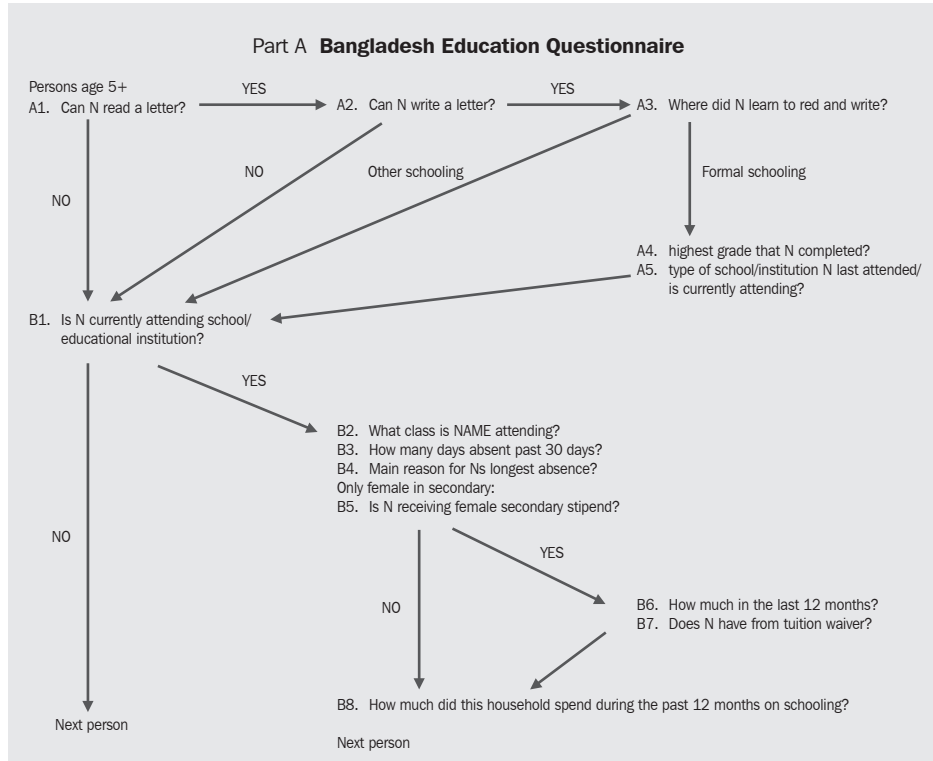 Part A Bangladesh Education Questionnaire
Persons age 5+
A1. Can N read a letter?
YES
A2. Can N write a letter?
YES
A3. Where did N learn to red and write?
NO
NO
Other schooling
Formal schooling
A4. highest grade that N completed?
A5. type of school/institution N last attended/
is currently attending?
B1. Is N currently attending school/
educational institution?
YES
B2. What class is NAME attending?
B3. How many days absent past 30 days?
B4. Main reason for Ns longest absence?
Only female in secondary:
B5. Is N receiving female secondary stipend?
NO
YES
NO
B6. How much in the last 12 months?
B7. Does N have from tuition waiver?
B8. How much did this household spend during the past 12 months on schooling?
Next person
Next person